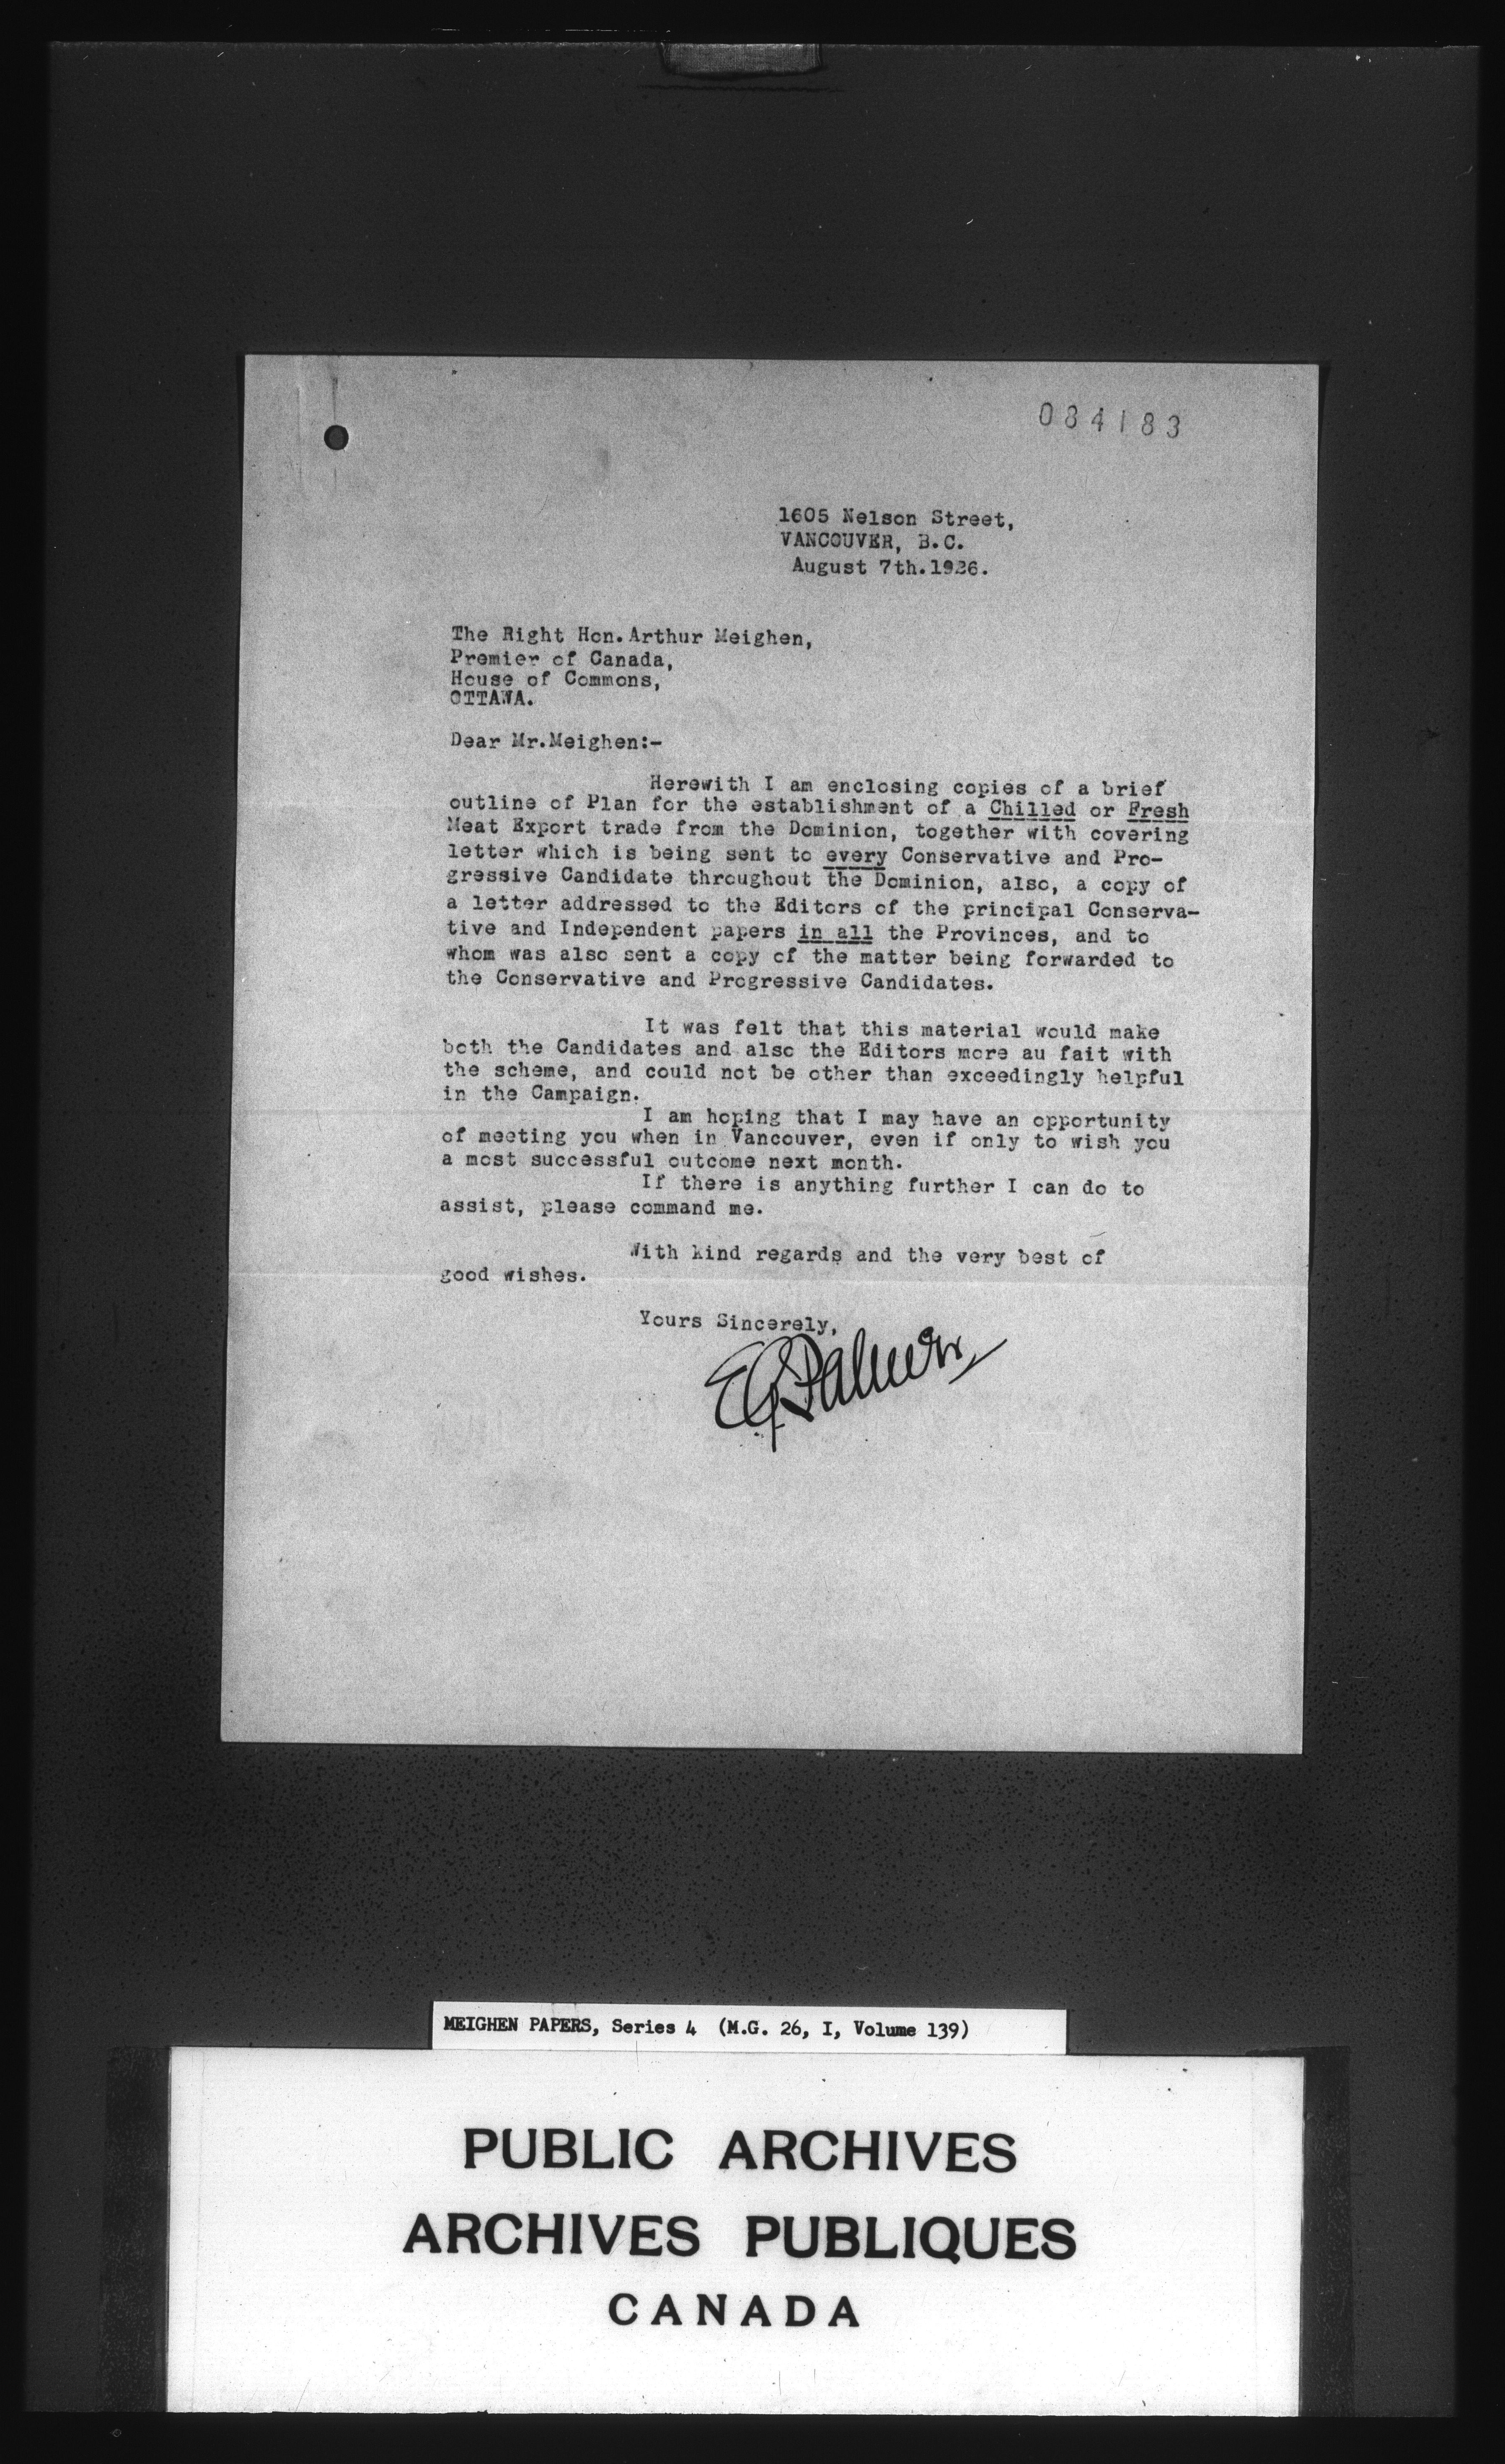 084183
1605 Nelson Street,
VANCOUVER, B.C.
August 7th.1926.
The Right Hon.Arthur Meighen,
Premier of Canada,
House of Commons,
OTTAWA.
Dear Mr.Meighen:-
Herewith I am enclosing copies of a brief
outline of Plan for the establishment of a Chilled or Fresh
Meat Export trade from the Dominion, together with covering
letter which is being sent to every Conservative and Pro-
gressive Candidate throughout the Dominion, also, a copy of
a letter addressed to the Editors of the principal Conserva-
tive and Independent papers in all the Provinces, and to
whom was also sent a copy of the matter being forwarded to
the Conservative and Progressive Candidates.
It was felt that this material would make
both the Candidates and also the Editors more au fait with
the scheme, and could not be other than exceedingly helpful
in the Campaign.
I am hoping that I may have an opportunity
of meeting you when in Vancouver, even if only to wish you
a most successful outcome next month.
If there is anything further I can do to
assist, please command me.
With kind regards and the very best of
good wishes.
Yours Sincerely,
EG Palmer
MEIGHEN PAPERS, Series 4 (M.G. 26, I, Volume 139)
PUBLIC ARCHIVES
ARCHIVES PUBLIQUES
CANADA